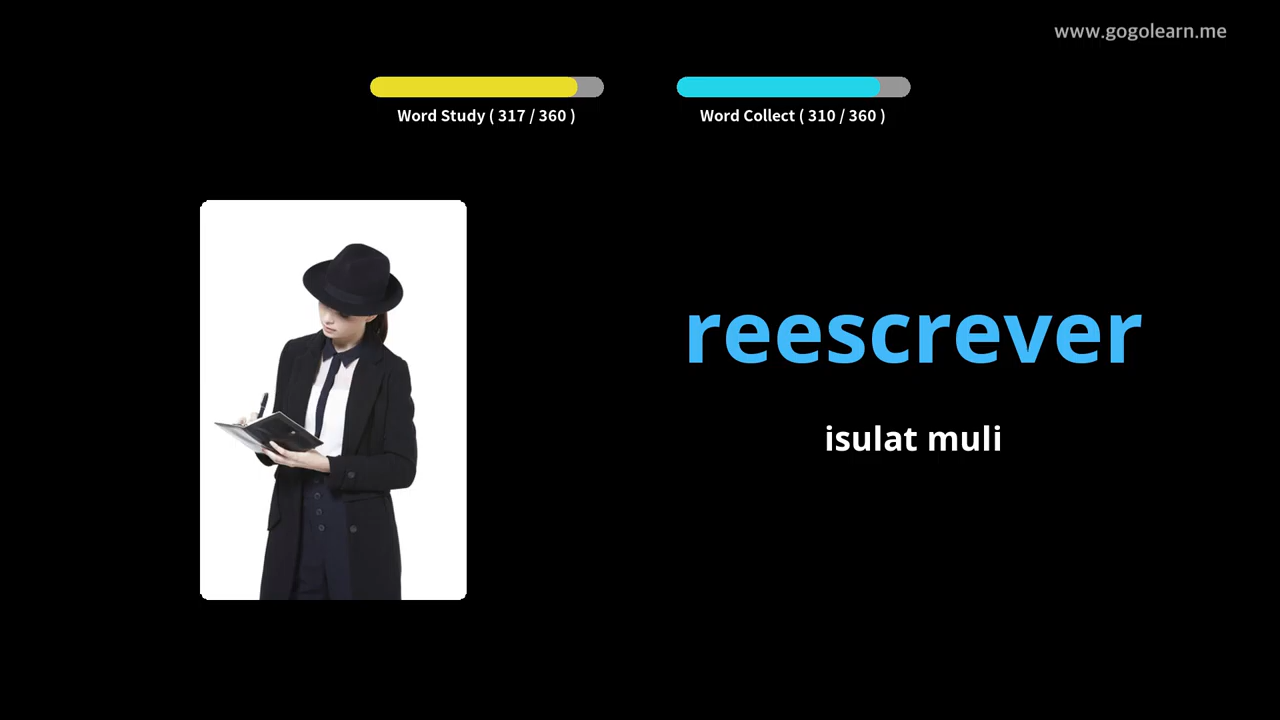 www.gogolearn.me
Word Study ( 317 / 360 )
Word Collect ( 310 / 360 )
reescrever
isulat muli